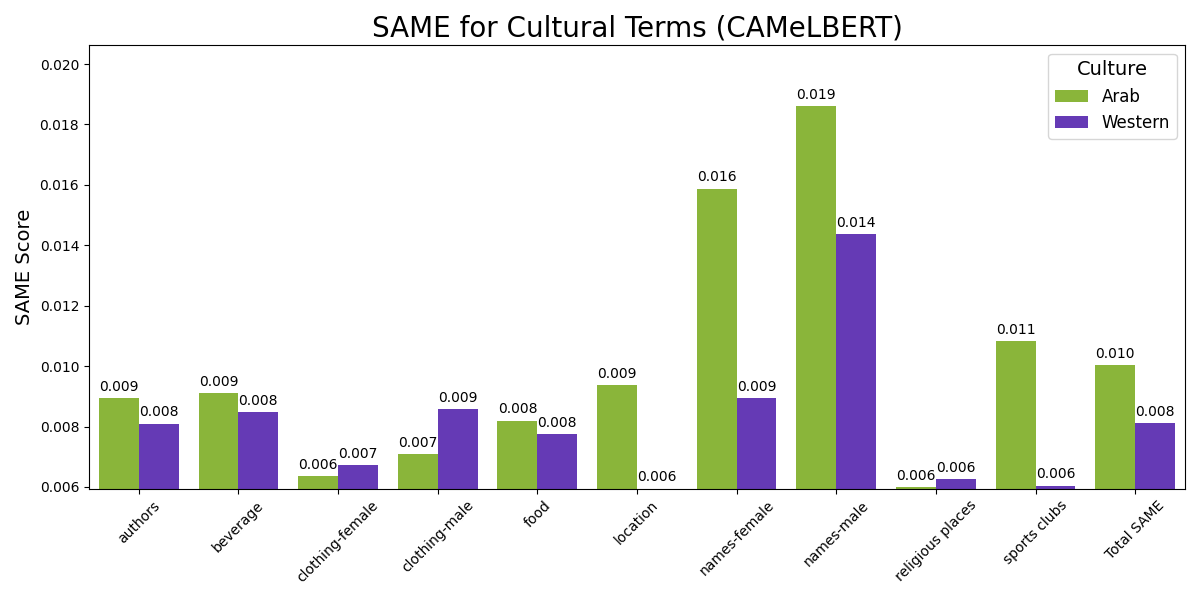 SAME for Cultural Terms (CAMeLBERT)
Culture
Arab
Western
SAME Score
0.020
0.018
0.016
0.014
0.012
0.010
0.008
0.006
0.009
0.008
0.009
0.008
0.006
0.007
0.007
0.009
0.008
0.008
0.009
0.006
0.016
0.009
0.019
0.014
0.006
0.006
0.011
0.006
0.010
0.008
authors
beverage
clothing-female
clothing-male
food
location
names-female
names-male
religious places
sports clubs
Total SAME